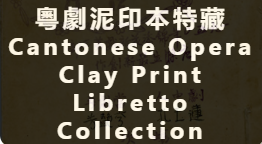 粵劇泥印本特藏
Cantonese Opera
Clay Print
Libretto
Collection